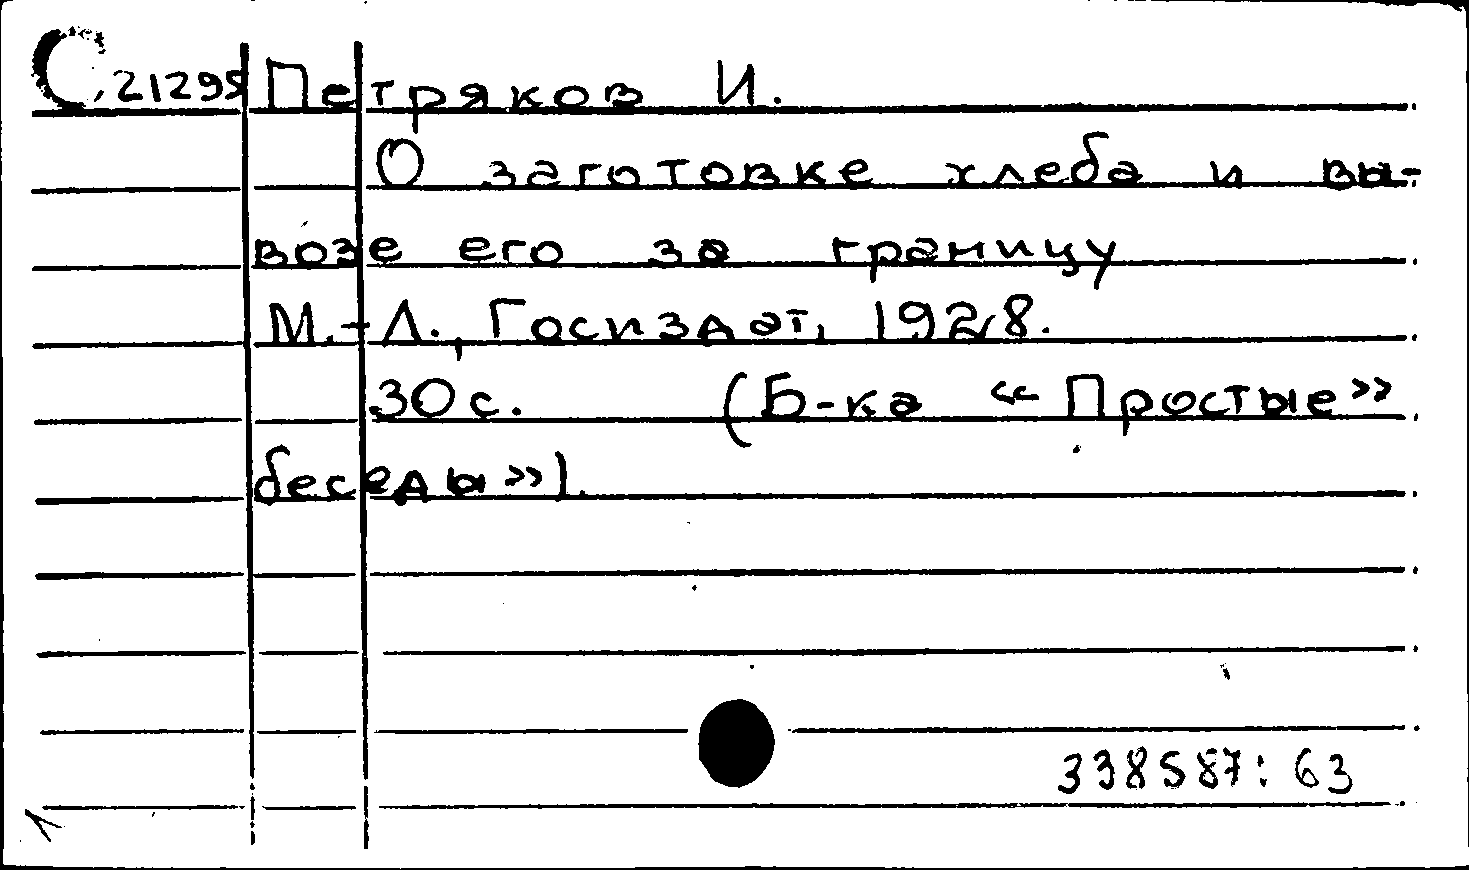 С 21295 Петряков И.
О заготовке хлеба и вы-
возе его за границу
М.-Л., Госиздат, 1928.
30 с. (Б-ка « Простые»
беседы»).
338587:63